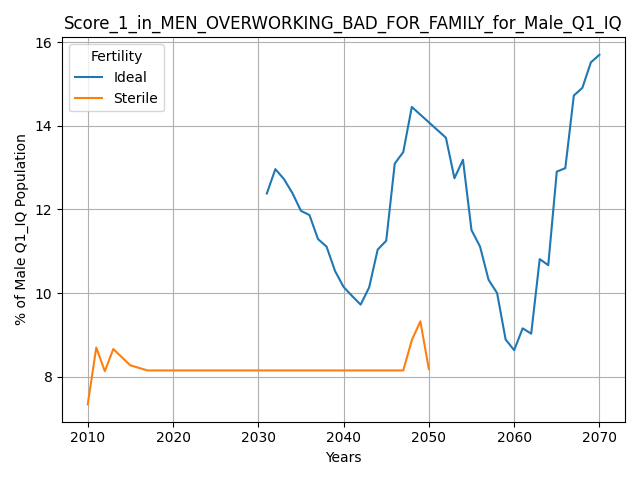 Score_1_in_MEN_OVERWORKING_BAD_FOR_FAMILY_for_Male_Q1_IQ
Fertility
Ideal
Sterile
% of Male Q1_IQ Population
16
14
12
10
8
2010 2020 2030 2040 2050 2060 2070
Years